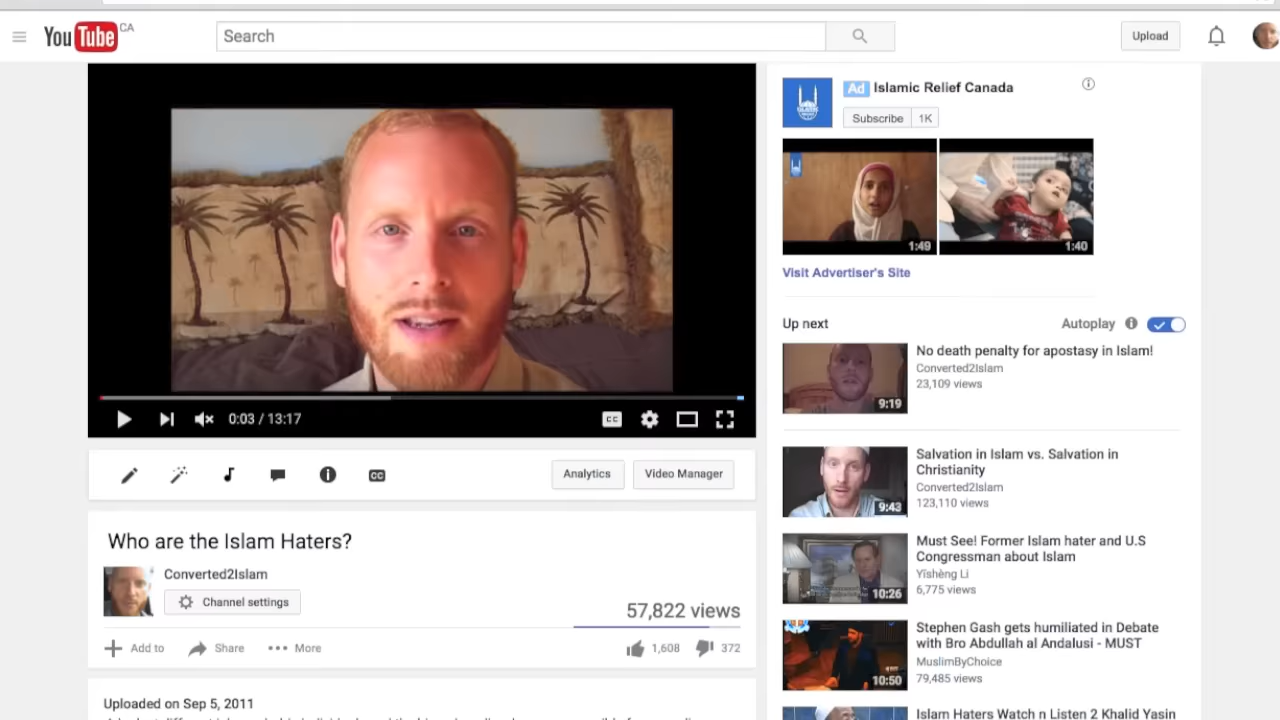 YouTube CA
Search
Upload
0:03 / 13:17
CC
CC
Analytics
Video Manager
Who are the Islam Haters?
Converted2Islam
Channel settings
57,822 views
Add to
Share
More
1,608
372
Uploaded on Sep 5, 2011
Ad Islamic Relief Canada
Subscribe 1K
1:49
1:40
Visit Advertiser's Site
Up next
Autoplay
No death penalty for apostasy in Islam!
Converted2Islam
23,109 views
9:19
Salvation in Islam vs. Salvation in
Christianity
Converted2Islam
123,110 views
9:43
Must See! Former Islam hater and U.S
Congressman about Islam
Yīshèng Li
6,775 views
10:26
Stephen Gash gets humiliated in Debate
with Bro Abdullah al Andalusi - MUST
MuslimByChoice
79,485 views
10:50
Islam Haters Watch n Listen 2 Khalid Yasin